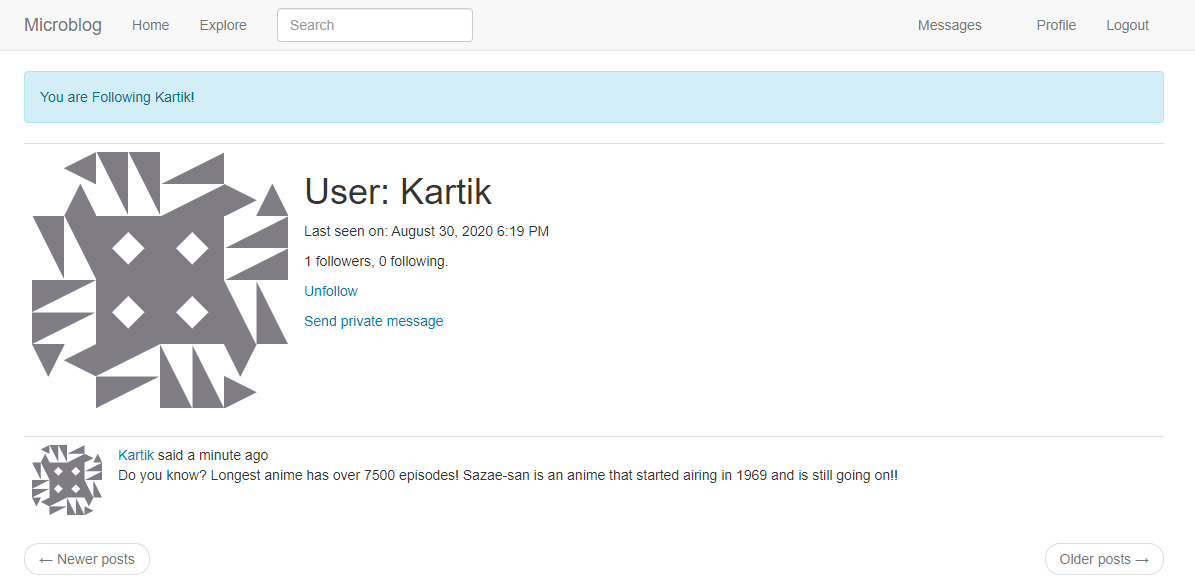 Microblog Home Explore Search Messages Profile Logout
You are Following Kartik!
User: Kartik
Last seen on: August 30, 2020 6:19 PM
1 followers, 0 following.
Unfollow
Send private message
Kartik said a minute ago
Do you know? Longest anime has over 7500 episodes! Sazae-san is an anime that started airing in 1969 and is still going on!!
← Newer posts Older posts →